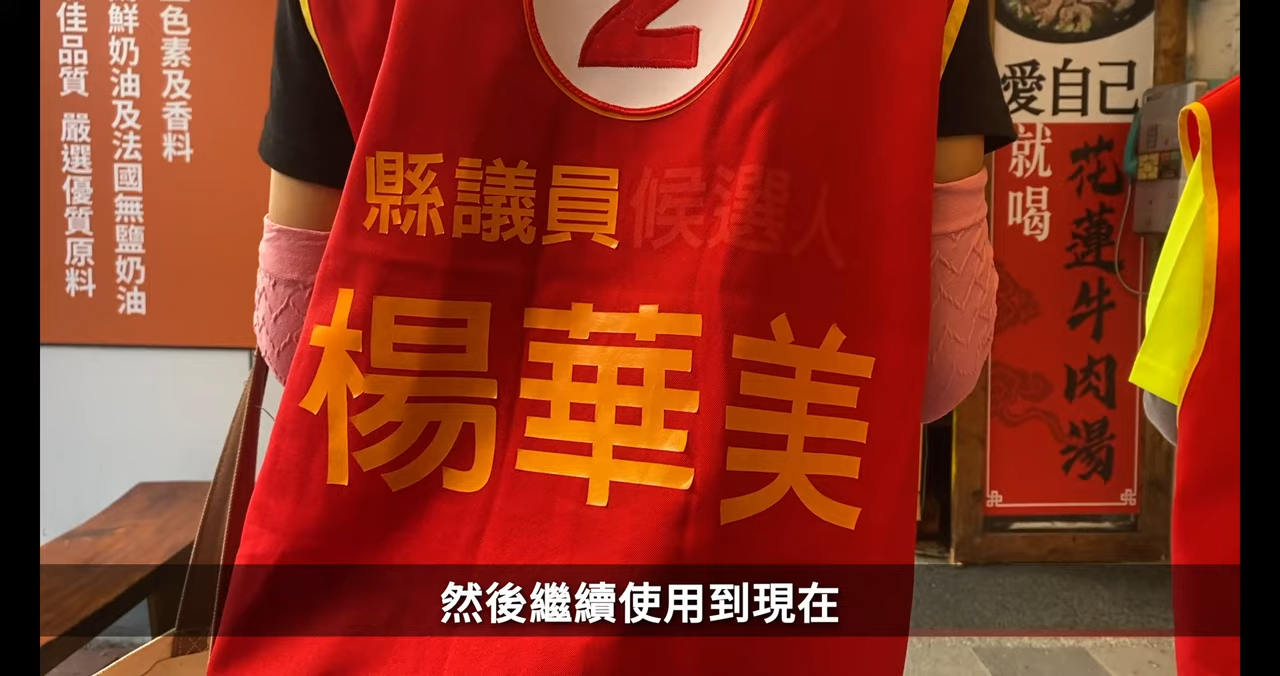 色素及香料
鮮奶油及法國無鹽奶油
佳品質 嚴選優質原料
2
縣議員候選人
楊華美
愛自己
就喝
花蓮牛肉湯
然後繼續使用到現在